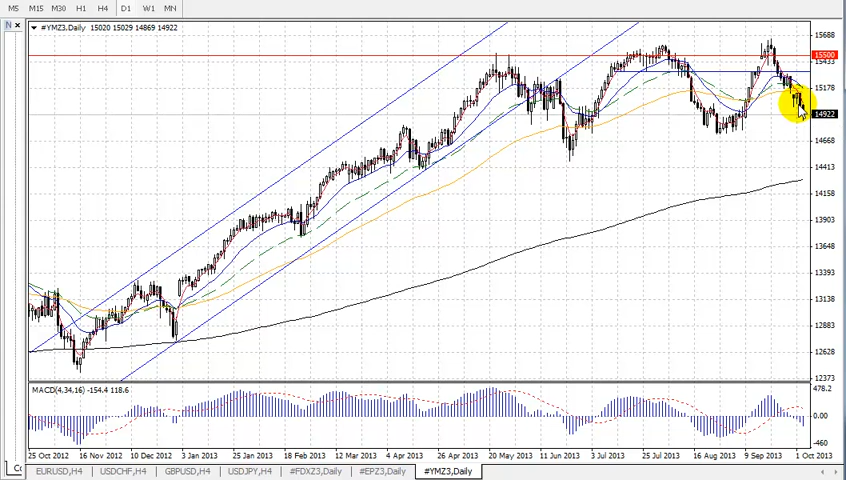 M5 M15 M30 H1 H4 D1 W1 MN
N
#YMZ3,Daily 15020 15029 14869 14922
15688
15500
15433
15178
14922
14668
14413
14158
13903
13648
13393
13138
12883
12628
12373
MACD(4,34,16) -154.4 118.6
478.2
0.00
-460
25 Oct 2012 16 Nov 2012 10 Dec 2012 3 Jan 2013 25 Jan 2013 18 Feb 2013 12 Mar 2013 4 Apr 2013 26 Apr 2013 20 May 2013 11 Jun 2013 3 Jul 2013 25 Jul 2013 16 Aug 2013 9 Sep 2013 1 Oct 2013
Co
EURUSD,H4 USDCHF,H4 GBPUSD,H4 USDJPY,H4 #FDXZ3,Daily #EPZ3,Daily #YMZ3,Daily